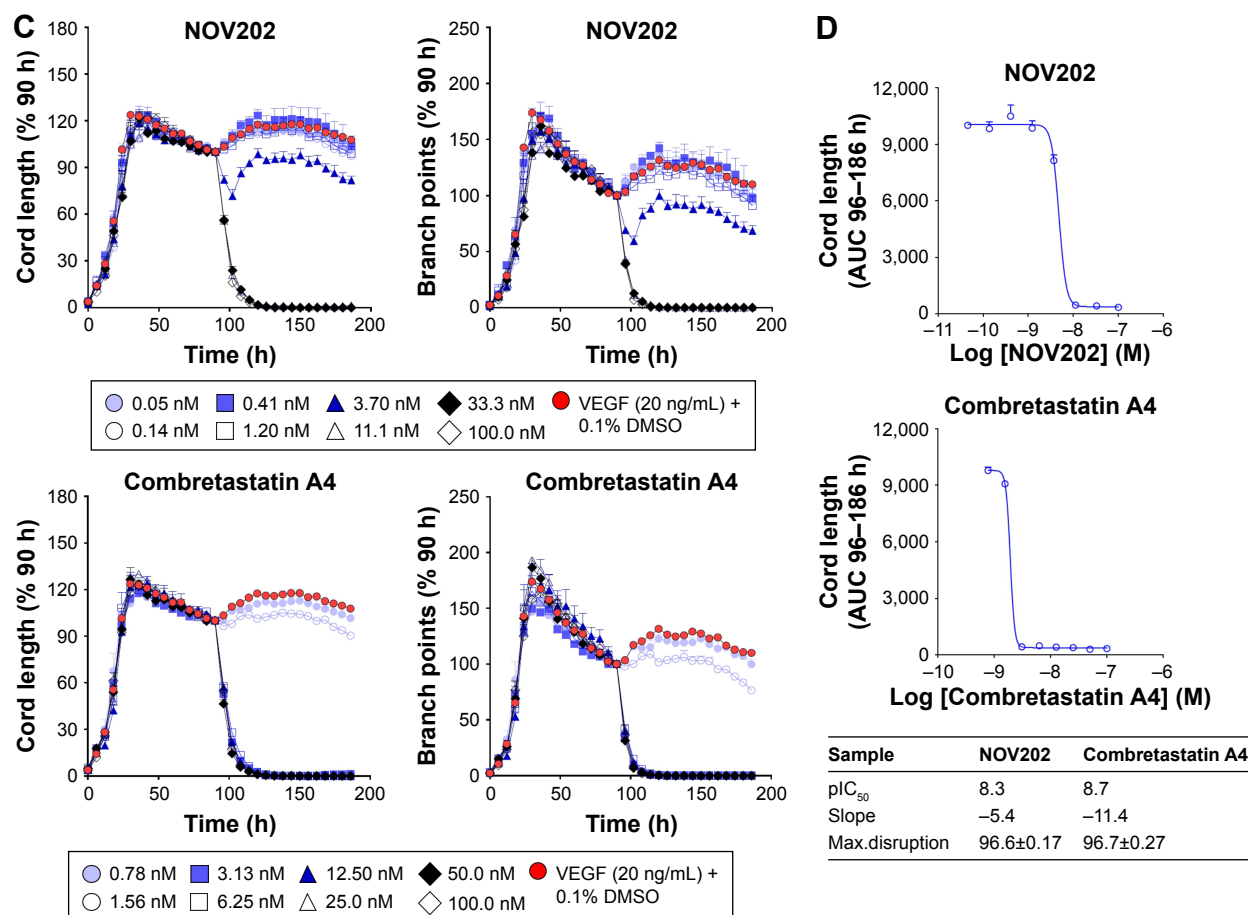 C
NOV202
Cord length (% 90 h)
180
150
120
90
60
30
0
0 50 100 150 200
Time (h)
NOV202
Branch points (% 90 h)
250
200
150
100
50
0
0 50 100 150 200
Time (h)
0.05 nM 0.41 nM 3.70 nM 33.3 nM VEGF (20 ng/mL) +
0.14 nM 1.20 nM 11.1 nM 100.0 nM 0.1% DMSO
Combretastatin A4
Cord length (% 90 h)
180
150
120
90
60
30
0
0 50 100 150 200
Time (h)
Combretastatin A4
Branch points (% 90 h)
250
200
150
100
50
0
0 50 100 150 200
Time (h)
0.78 nM 3.13 nM 12.50 nM 50.0 nM VEGF (20 ng/mL) +
1.56 nM 6.25 nM 25.0 nM 100.0 nM 0.1% DMSO
D
NOV202
Cord length
(AUC 96–186 h)
12,000
9,000
6,000
3,000
0
–11 –10 –9 –8 –7 –6
Log [NOV202] (M)
Combretastatin A4
Cord length
(AUC 96–186 h)
12,000
9,000
6,000
3,000
0
–10 –9 –8 –7 –6
Log [Combretastatin A4] (M)
Sample NOV202 Combretastatin A4
pIC50 8.3 8.7
Slope –5.4 –11.4
Max.disruption 96.6±0.17 96.7±0.27